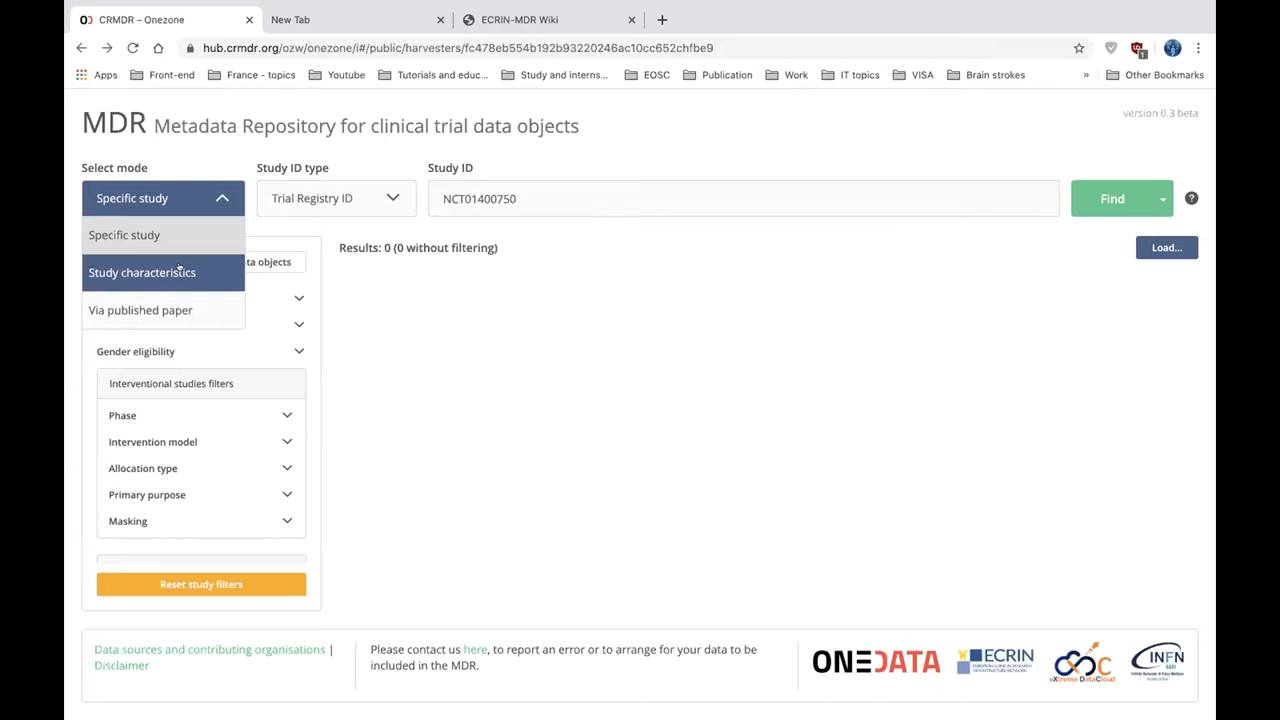 CRMDR – Onezone
New Tab
ECRIN-MDR Wiki
hub.crmdr.org/ozw/onezone/i#/public/harvesters/fc478eb554b192b93220246ac10cc652chfbe9
Apps
Front-end
France - topics
Youtube
Tutorials and educ...
Study and interns...
EOSC
Publication
Work
IT topics
VISA
Brain strokes
»
Other Bookmarks
MDR Metadata Repository for clinical trial data objects
version 0.3 beta
Select mode
Study ID type
Study ID
Specific study
Trial Registry ID
NCT01400750
Find
Specific study
Study characteristics
Via published paper
ta objects
Results: 0 (0 without filtering)
Load...
Gender eligibility
Interventional studies filters
Phase
Intervention model
Allocation type
Primary purpose
Masking
Reset study filters
Data sources and contributing organisations |
Disclaimer
Please contact us here, to report an error or to arrange for your data to be
included in the MDR.
ONEDATA
ECRIN
eXtreme DataCloud
INFN